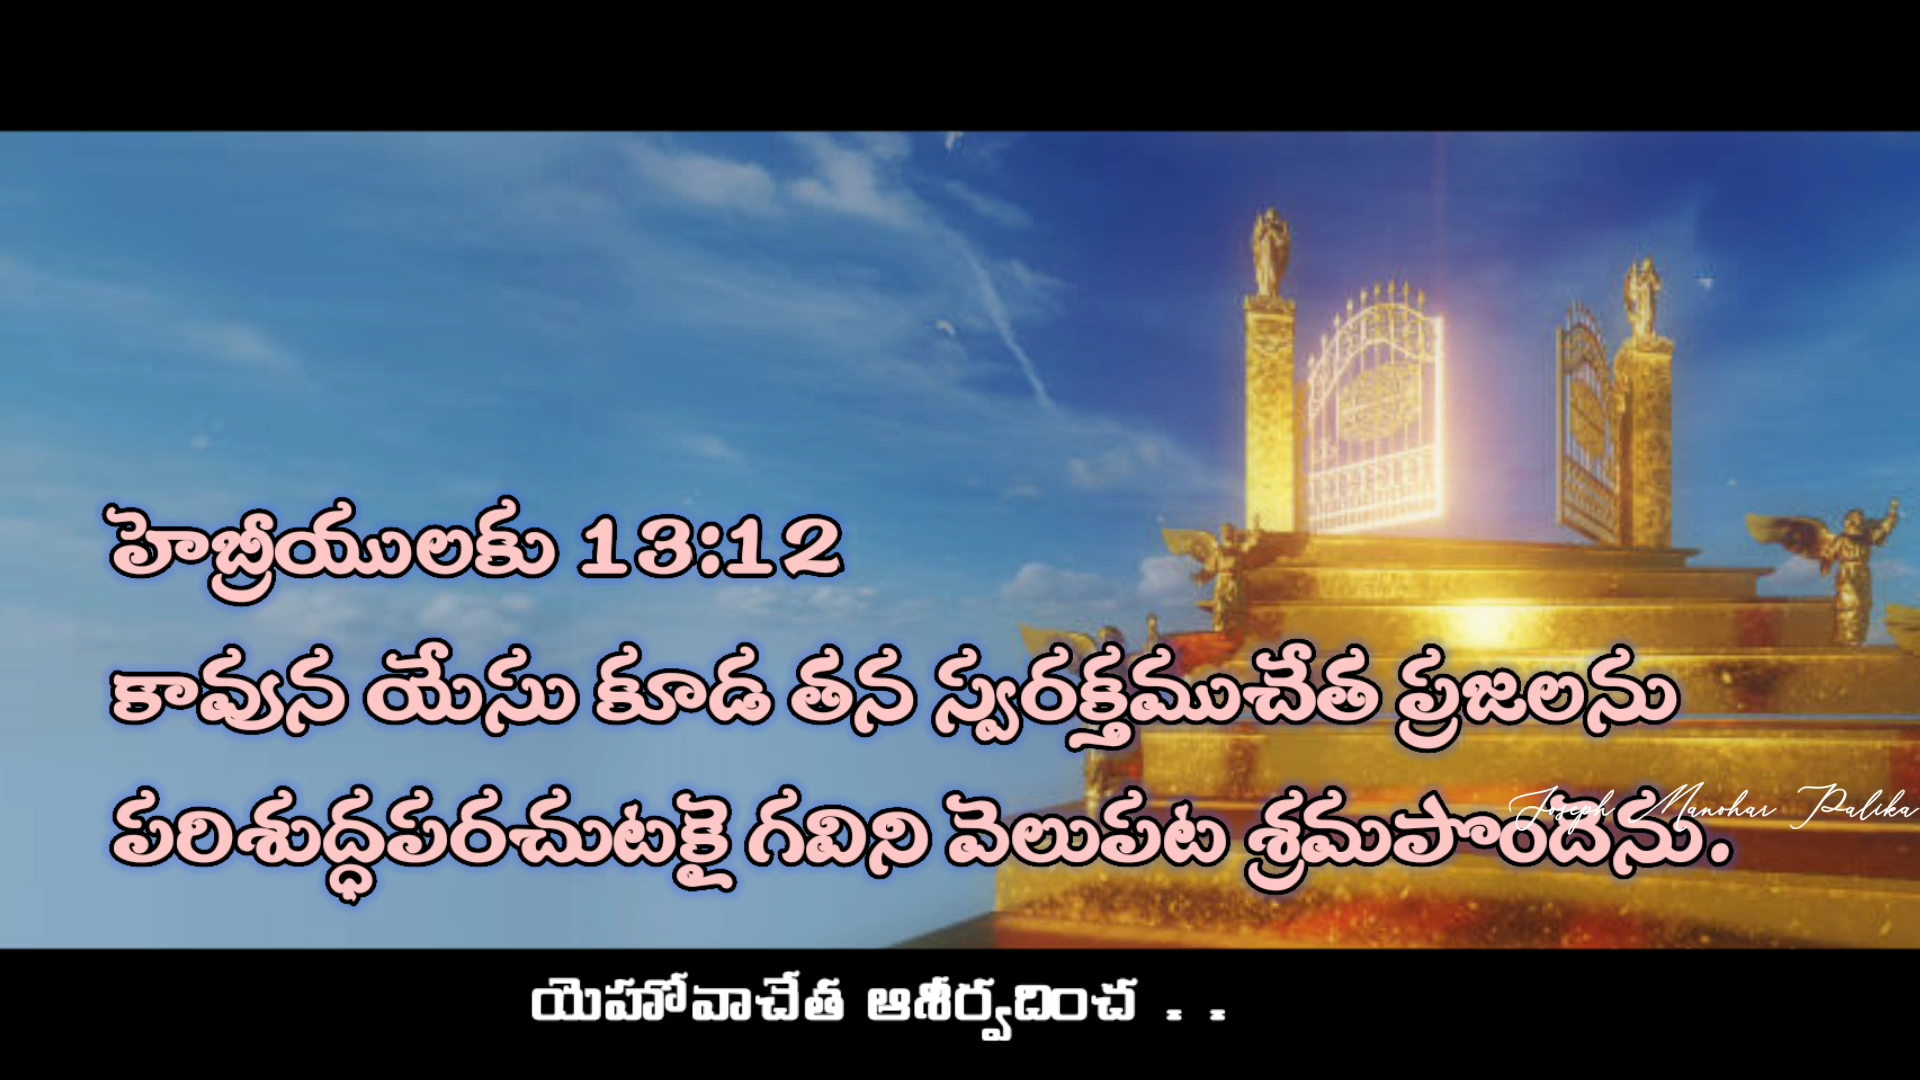 హెబ్రీయులకు 13:12
కావున యేసు కూడ తన స్వరక్తముచేత ప్రజలను
పరిశుద్ధపరచుటకై గవిని వెలుపట శ్రమపొందెను.
Joseph Manohar Palika
యెహోవాచేత ఆశీర్వదించ . .